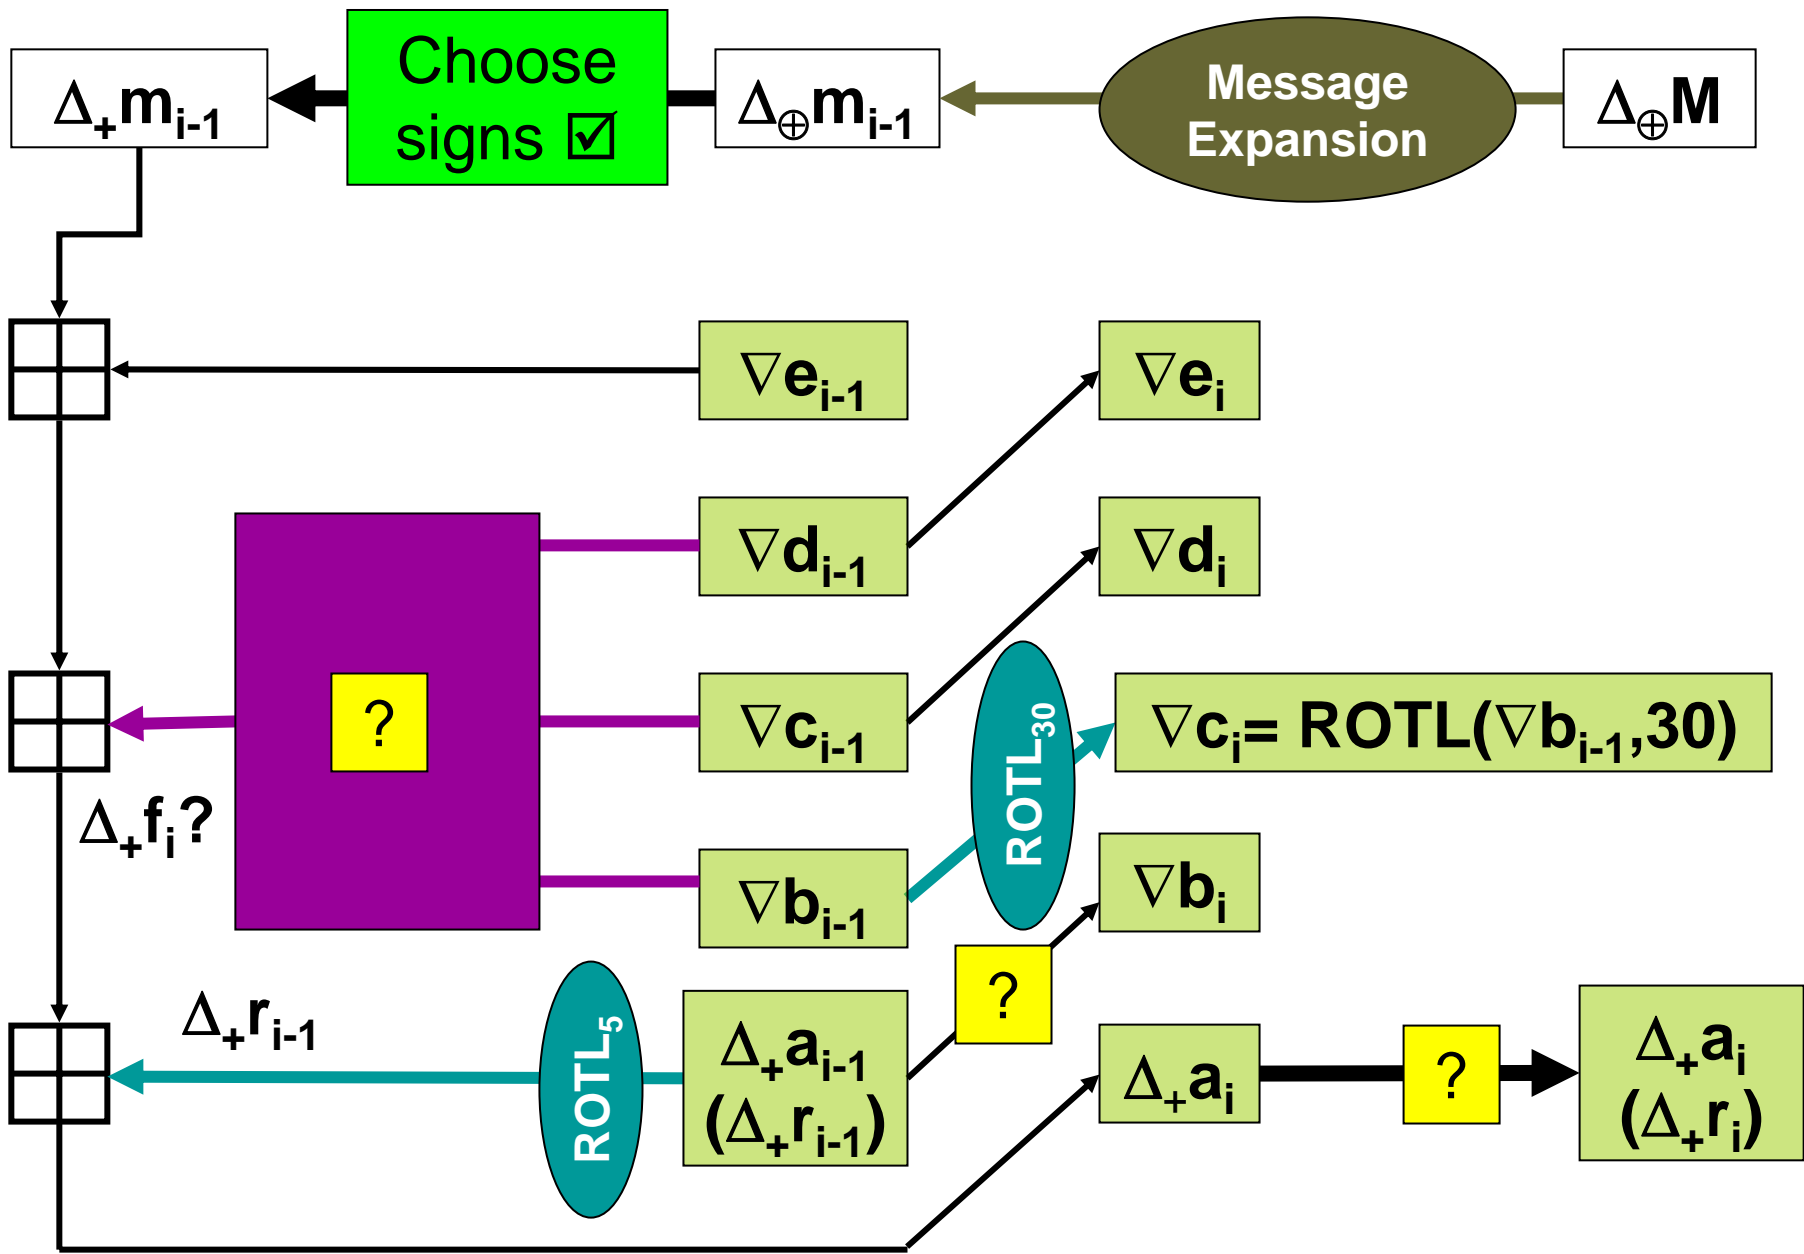 Δ₊mᵢ₋₁
Choose
signs ☑
Δ⊕mᵢ₋₁
Message
Expansion
Δ⊕M
∇eᵢ₋₁
∇eᵢ
∇dᵢ₋₁
∇dᵢ
?
∇cᵢ₋₁
ROTL₃₀
∇cᵢ= ROTL(∇bᵢ₋₁,30)
Δ₊fᵢ?
∇bᵢ₋₁
∇bᵢ
?
Δ₊rᵢ₋₁
ROTL₅
Δ₊aᵢ₋₁
(Δ₊rᵢ₋₁)
Δ₊aᵢ
?
Δ₊aᵢ
(Δ₊rᵢ)